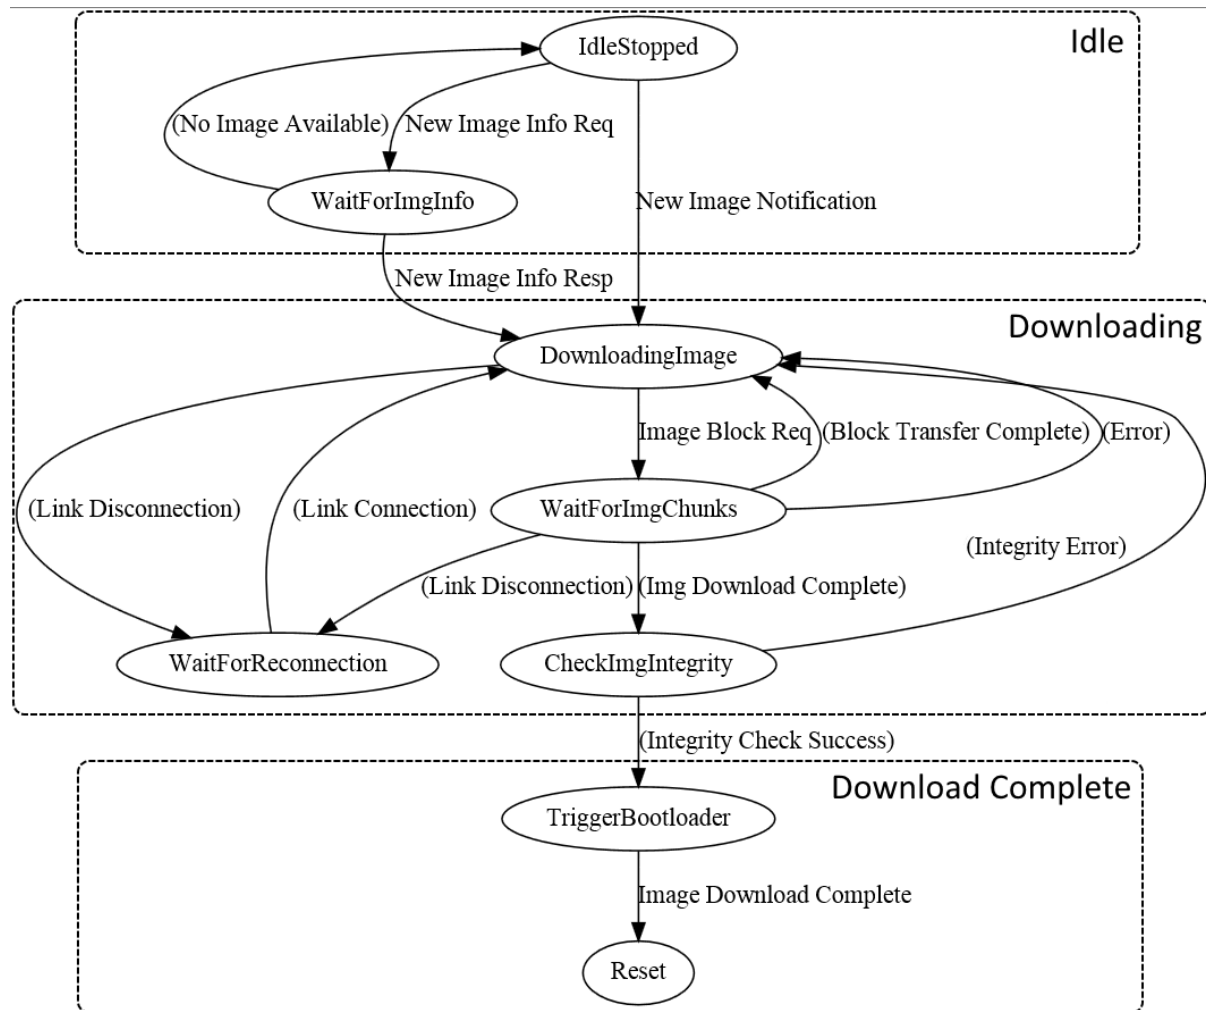 IdleStopped
Idle
(No Image Available)
New Image Info Req
WaitForImgInfo
New Image Notification
New Image Info Resp
Downloading
DownloadingImage
Image Block Req
(Block Transfer Complete)
(Error)
(Link Disconnection)
(Link Connection)
WaitForImgChunks
(Integrity Error)
(Link Disconnection)
(Img Download Complete)
WaitForReconnection
CheckImgIntegrity
(Integrity Check Success)
Download Complete
TriggerBootloader
Image Download Complete
Reset